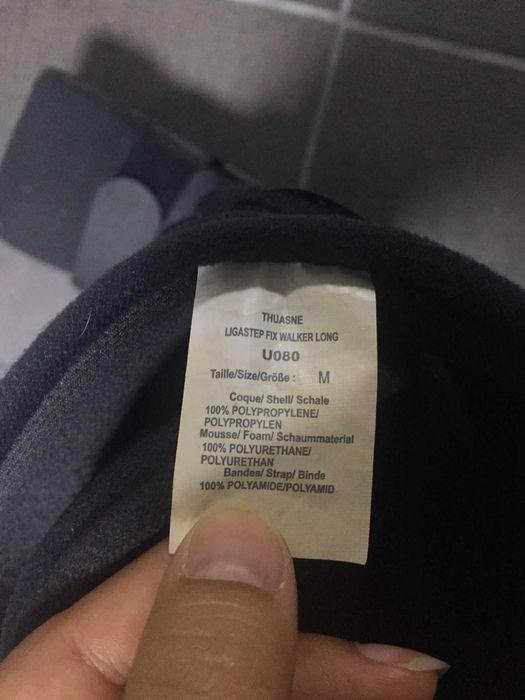 THUASNE
LIGASTEP FIX WALKER LONG
U080
Taille/Size/Größe : M
Coque/ Shell/ Schale
100% POLYPROPYLENE/
POLYPROPYLEN
Mousse/ Foam/ Schaummaterial
100% POLYURETHANE/
POLYURETHAN
Bandes/ Strap/ Binde
100% POLYAMIDE/POLYAMID